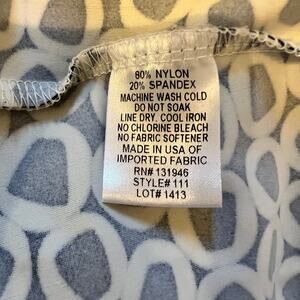 80% NYLON
20% SPANDEX
MACHINE WASH COLD
DO NOT SOAK
LINE DRY. COOL IRON
NO CHLORINE BLEACH
NO FABRIC SOFTENER
MADE IN USA OF
IMPORTED FABRIC
RN# 131946
STYLE# 111
LOT# 1413